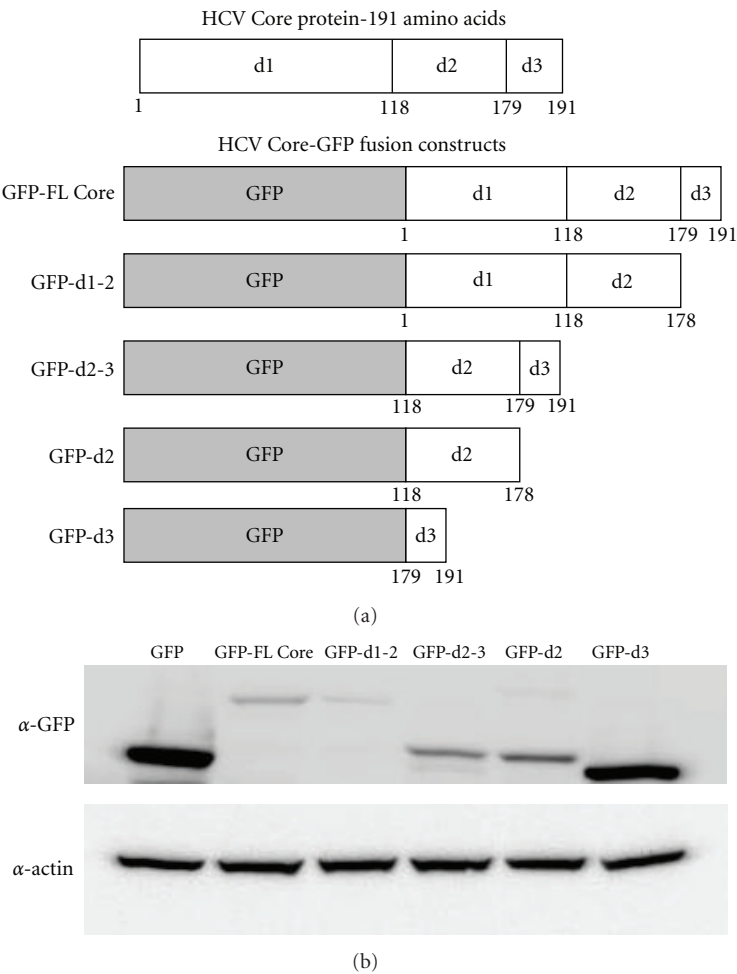 HCV Core protein-191 amino acids
d1 d2 d3
1 118 179 191
HCV Core-GFP fusion constructs
GFP-FL Core GFP d1 d2 d3
1 118 179 191
GFP-d1-2 GFP d1 d2
1 118 178
GFP-d2-3 GFP d2 d3
118 179 191
GFP-d2 GFP d2
118 178
GFP-d3 GFP d3
179 191
(a)
GFP GFP-FL Core GFP-d1-2 GFP-d2-3 GFP-d2 GFP-d3
α-GFP
α-actin
(b)